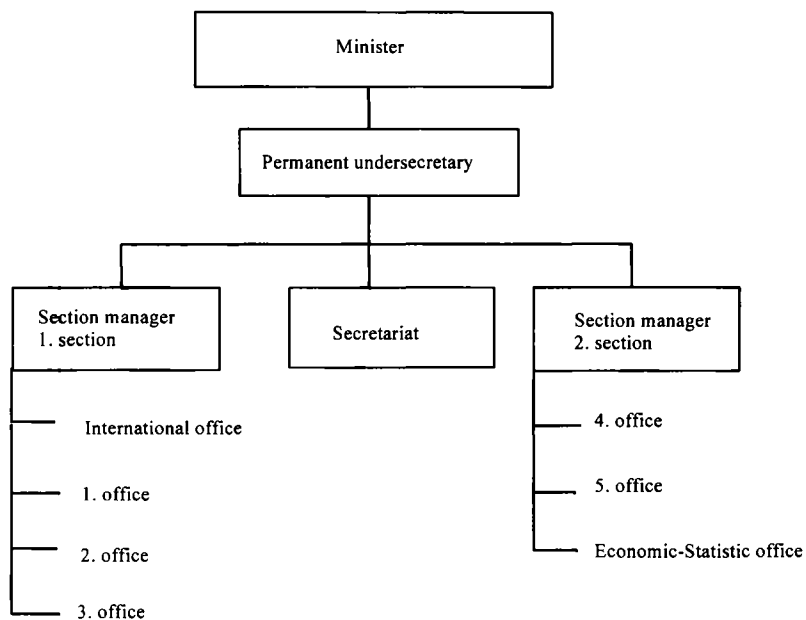 Minister
Permanent undersecretary
Section manager
1. section
Secretariat
Section manager
2. section
International office
1. office
2. office
3. office
4. office
5. office
Economic-Statistic office